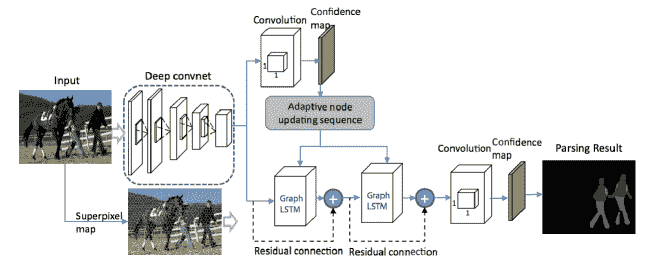 Convolution
Confidence
map
Input
Deep convnet
1
1
Adaptive node
updating sequence
Convolution
Confidence
map
Parsing Result
Graph
LSTM
+
Graph
LSTM
+
1
1
Superpixel
map
Residual connection
Residual connection